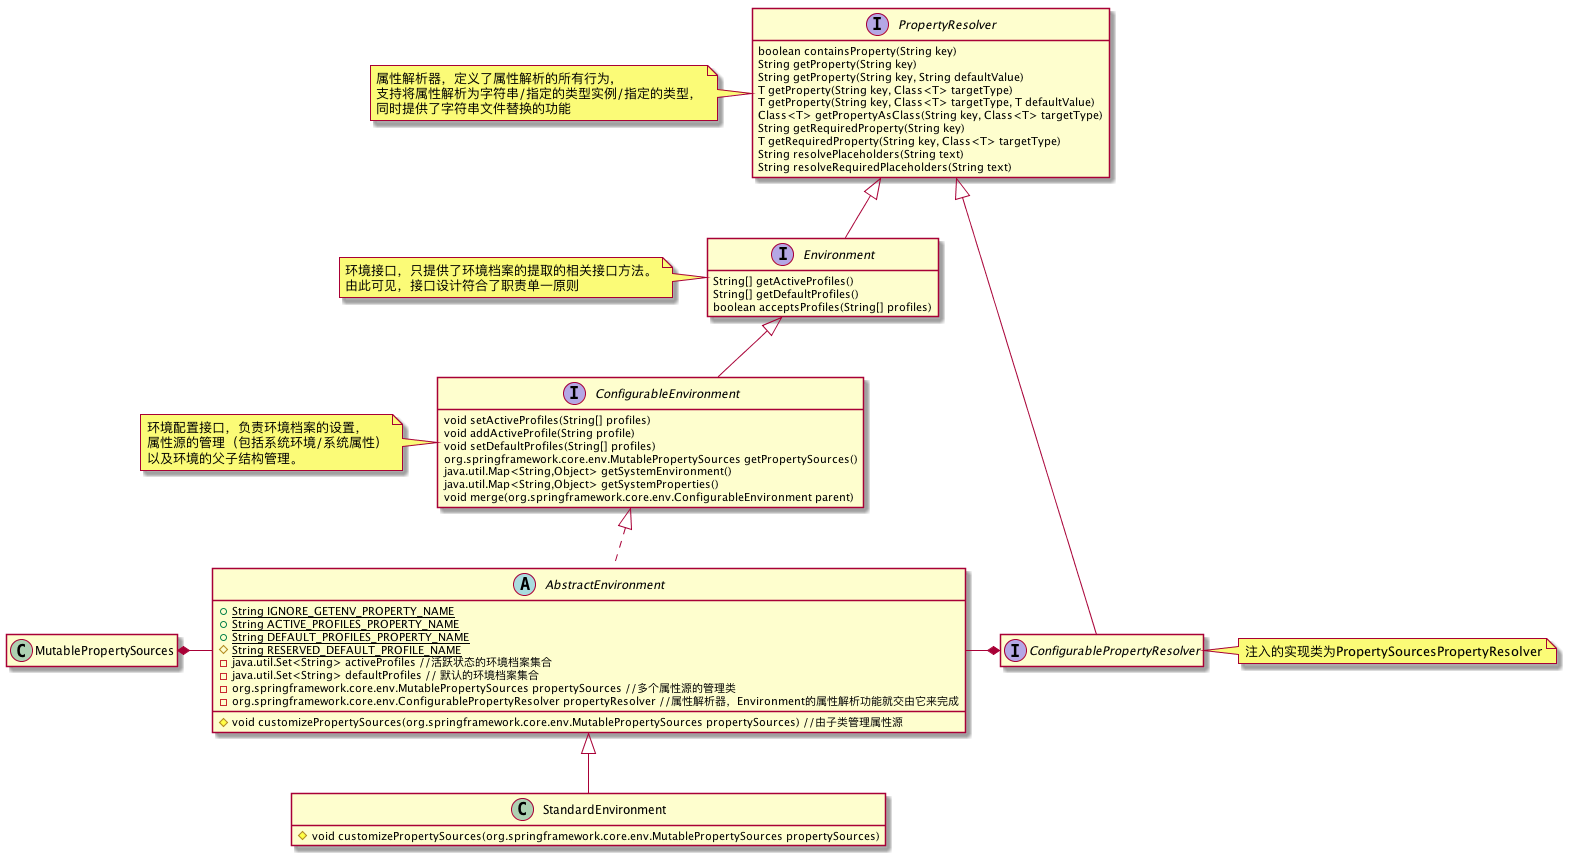 I PropertyResolver
boolean containsProperty(String key)
String getProperty(String key)
String getProperty(String key, String defaultValue)
T getProperty(String key, Class<T> targetType)
T getProperty(String key, Class<T> targetType, T defaultValue)
Class<T> getPropertyAsClass(String key, Class<T> targetType)
String getRequiredProperty(String key)
T getRequiredProperty(String key, Class<T> targetType)
String resolvePlaceholders(String text)
String resolveRequiredPlaceholders(String text)
属性解析器，定义了属性解析的所有行为，
支持将属性解析为字符串/指定的类型实例/指定的类型，
同时提供了字符串文件替换的功能
I Environment
String[] getActiveProfiles()
String[] getDefaultProfiles()
boolean acceptsProfiles(String[] profiles)
环境接口，只提供了环境档案的提取的相关接口方法。
由此可见，接口设计符合了职责单一原则
I ConfigurableEnvironment
void setActiveProfiles(String[] profiles)
void addActiveProfile(String profile)
void setDefaultProfiles(String[] profiles)
org.springframework.core.env.MutablePropertySources getPropertySources()
java.util.Map<String,Object> getSystemEnvironment()
java.util.Map<String,Object> getSystemProperties()
void merge(org.springframework.core.env.ConfigurableEnvironment parent)
环境配置接口，负责环境档案的设置，
属性源的管理（包括系统环境/系统属性）
以及环境的父子结构管理。
A AbstractEnvironment
String IGNORE_GETENV_PROPERTY_NAME
String ACTIVE_PROFILES_PROPERTY_NAME
String DEFAULT_PROFILES_PROPERTY_NAME
String RESERVED_DEFAULT_PROFILE_NAME
java.util.Set<String> activeProfiles //活跃状态的环境档案集合
java.util.Set<String> defaultProfiles // 默认的环境档案集合
org.springframework.core.env.MutablePropertySources propertySources //多个属性源的管理类
org.springframework.core.env.ConfigurablePropertyResolver propertyResolver //属性解析器，Environment的属性解析功能就交由它来完成
void customizePropertySources(org.springframework.core.env.MutablePropertySources propertySources) //由子类管理属性源
C MutablePropertySources
I ConfigurablePropertyResolver
注入的实现类为PropertySourcesPropertyResolver
C StandardEnvironment
void customizePropertySources(org.springframework.core.env.MutablePropertySources propertySources)